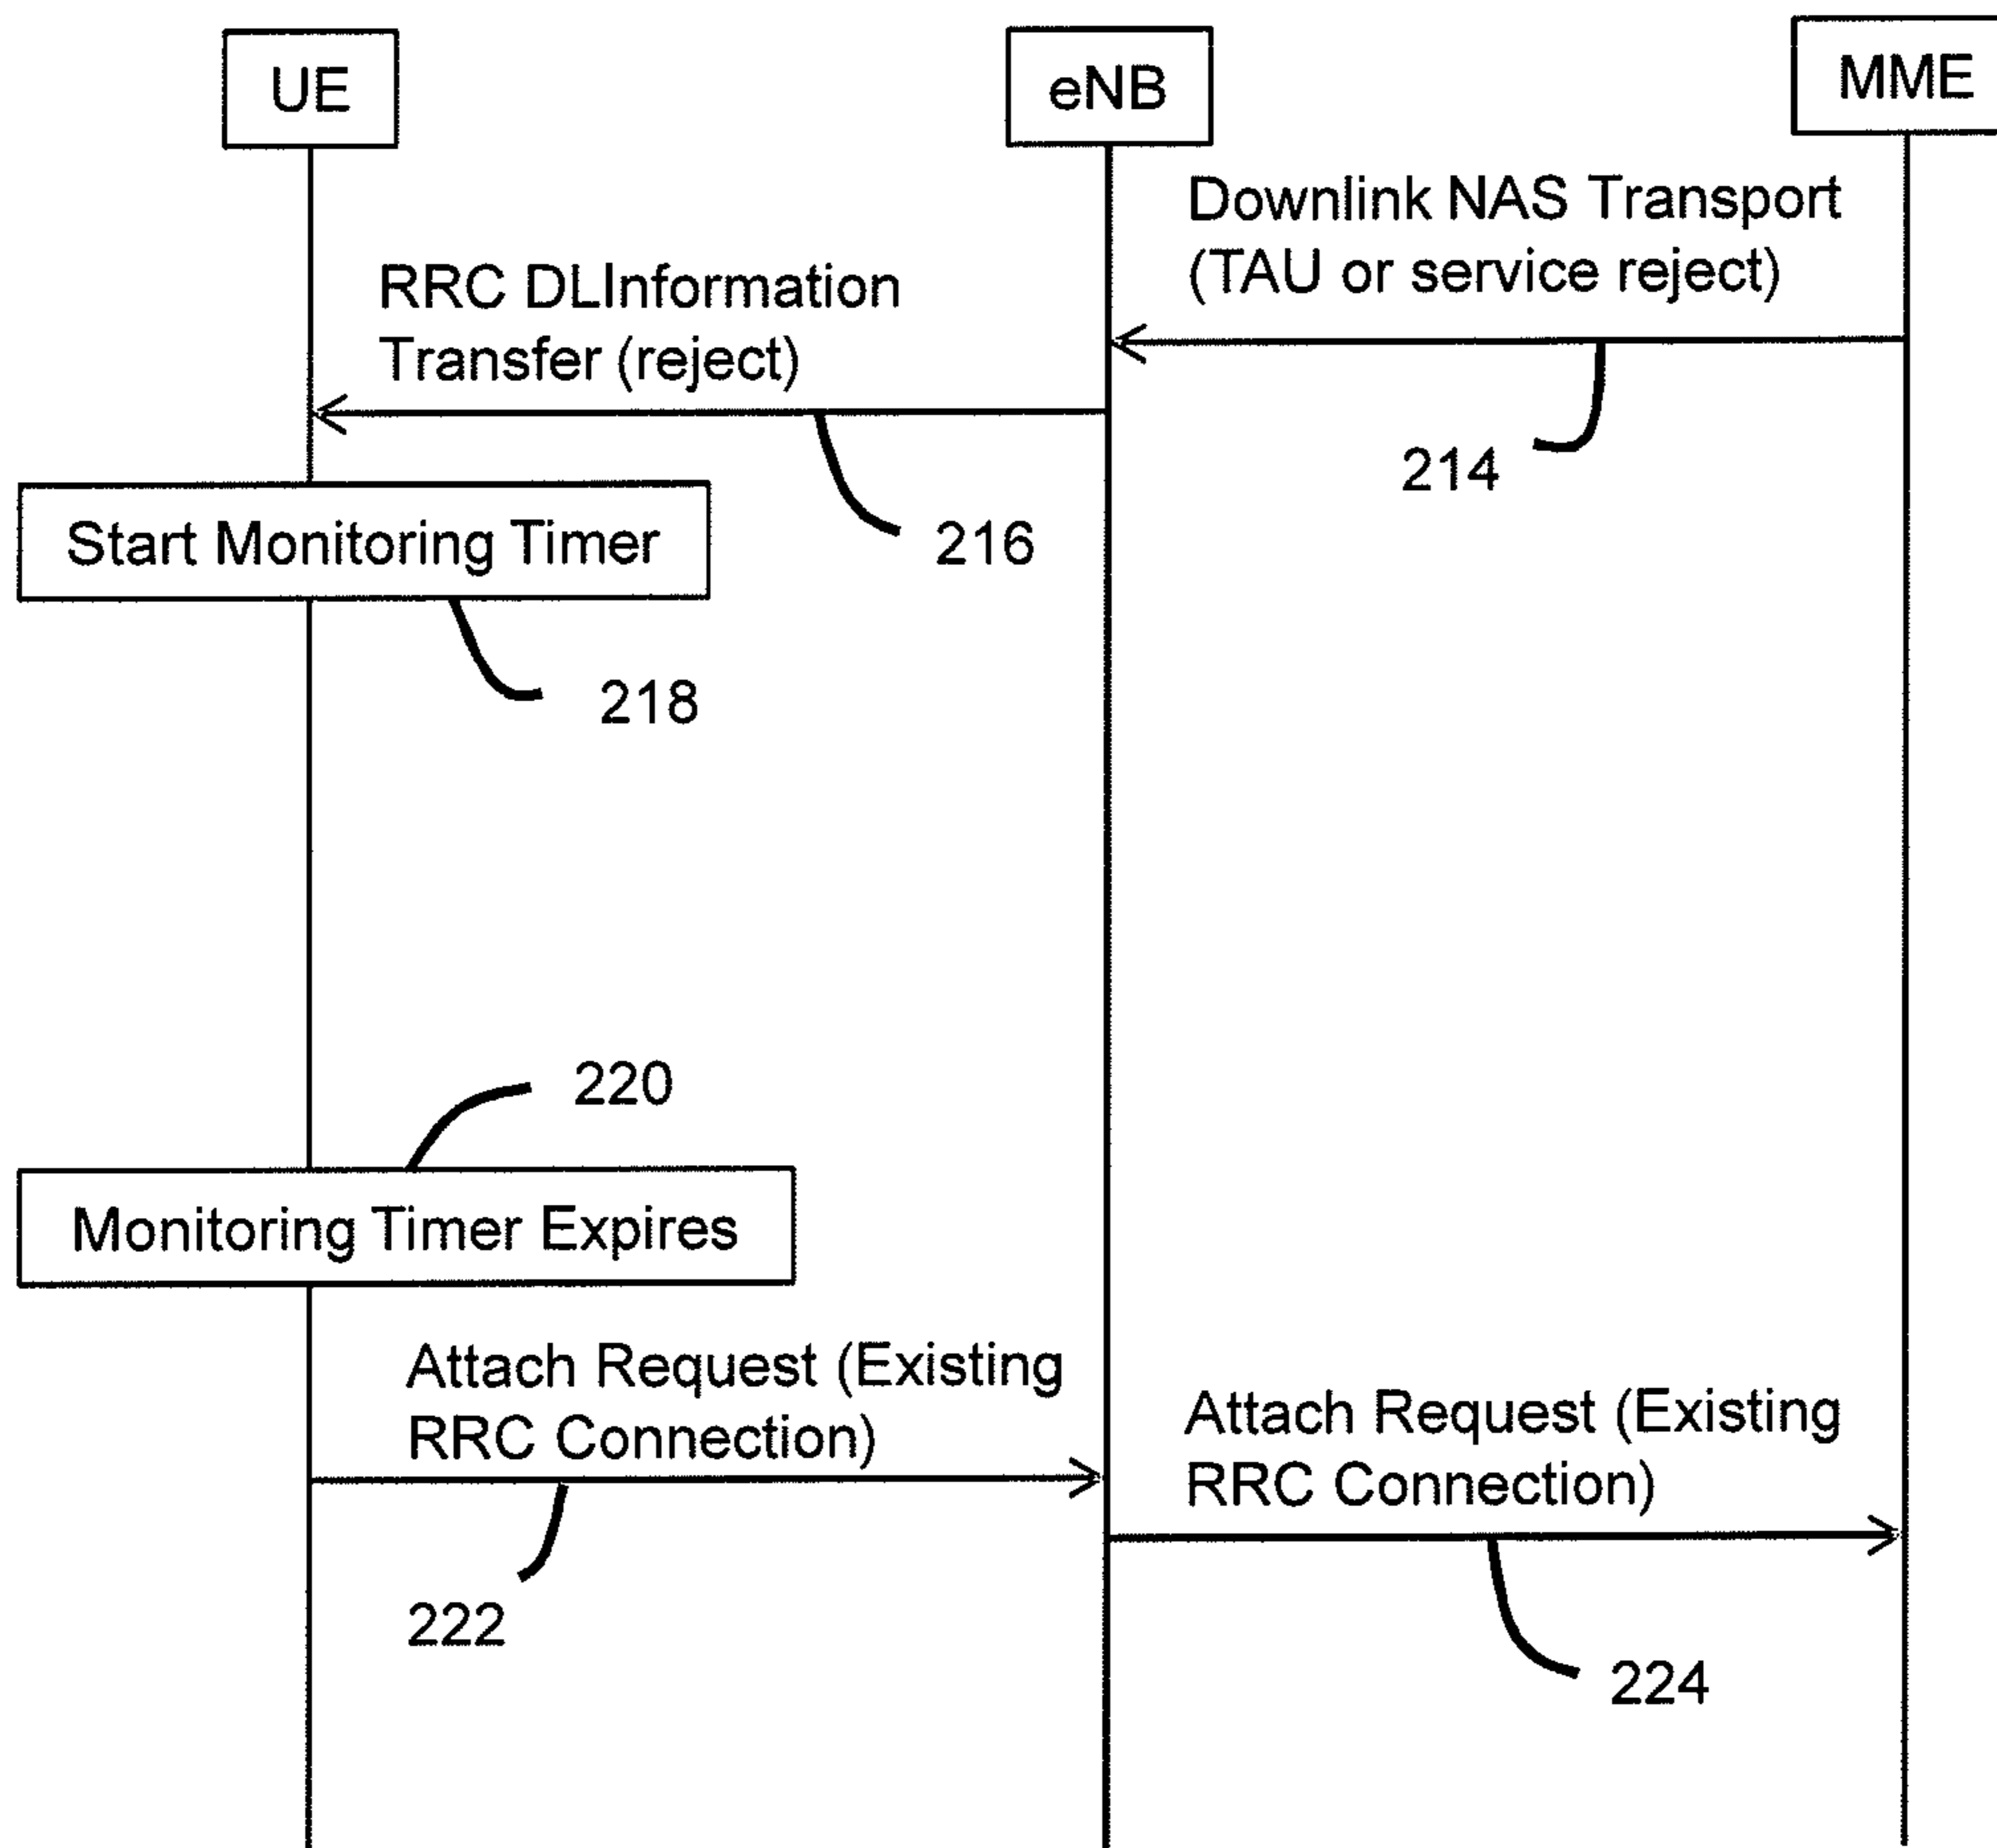 UE
eNB
MME
Downlink NAS Transport
(TAU or service reject)
RRC DLInformation
Transfer (reject)
214
216
Start Monitoring Timer
218
220
Monitoring Timer Expires
Attach Request (Existing
RRC Connection)
Attach Request (Existing
RRC Connection)
222
224